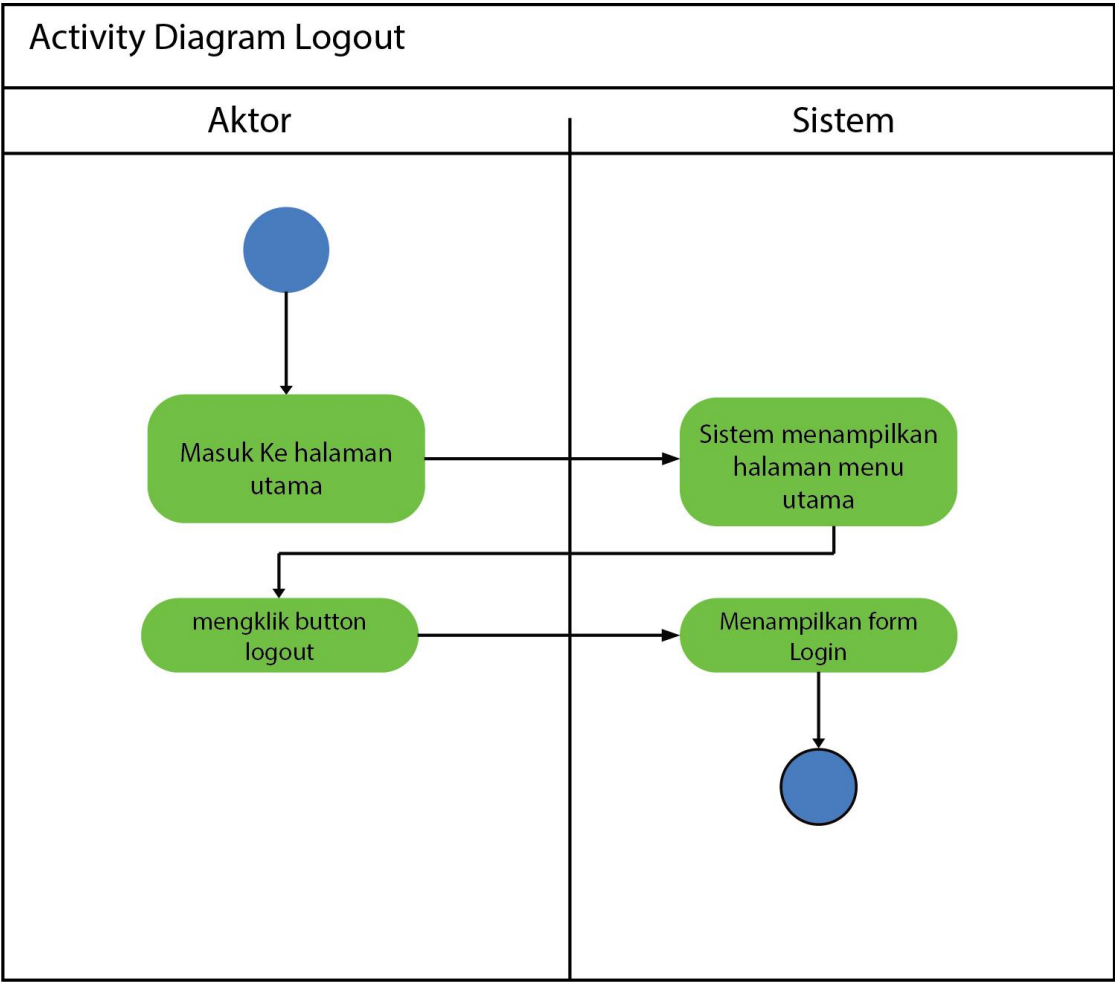 Activity Diagram Logout
Aktor
Sistem
Masuk Ke halaman
utama
Sistem menampilkan
halaman menu
utama
mengklik button
logout
Menampilkan form
Login